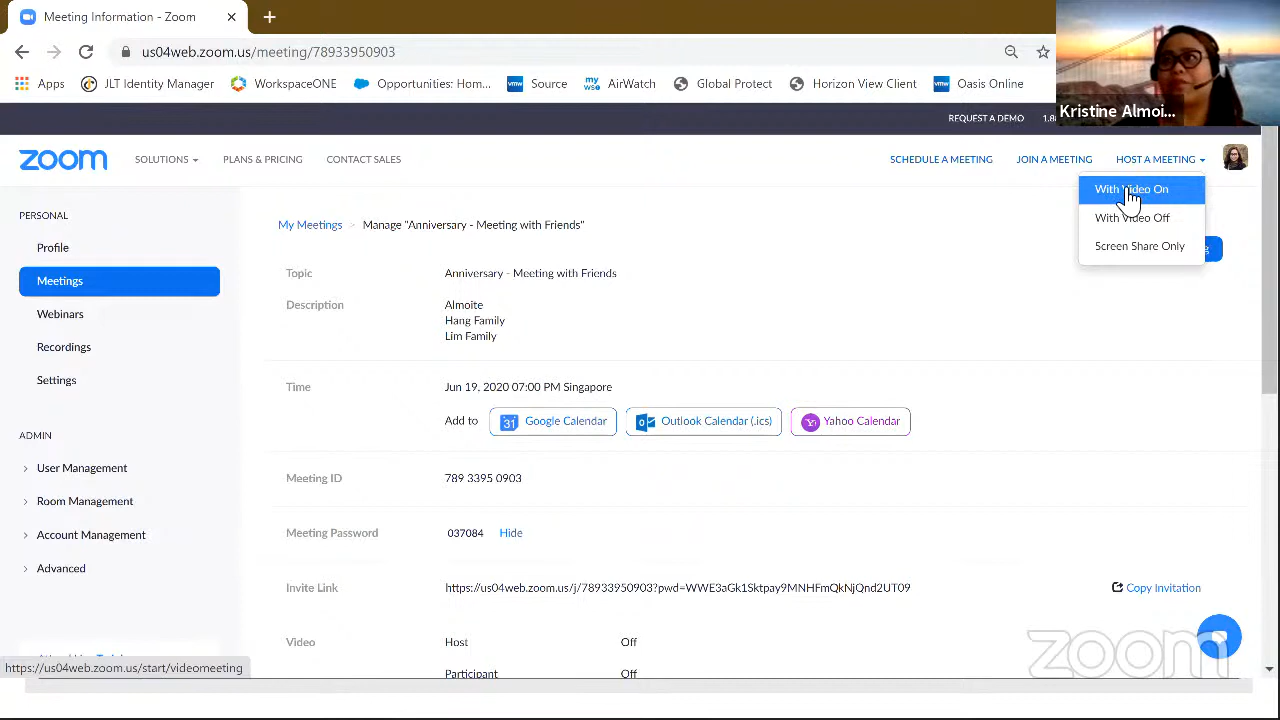 Meeting Information - Zoom
us04web.zoom.us/meeting/78933950903
Apps JLT Identity Manager WorkspaceONE Opportunities: Hom... vmw Source my wso AirWatch Global Protect Horizon View Client vmw Oasis Online
Kristine Almoi...
REQUEST A DEMO
zoom SOLUTIONS PLANS & PRICING CONTACT SALES SCHEDULE A MEETING JOIN A MEETING HOST A MEETING
With Video On
With Video Off
Screen Share Only
PERSONAL
Profile
Meetings
Webinars
Recordings
Settings
ADMIN
User Management
Room Management
Account Management
Advanced
My Meetings > Manage "Anniversary - Meeting with Friends"
Topic Anniversary - Meeting with Friends
Description Almoite
Hang Family
Lim Family
Time Jun 19, 2020 07:00 PM Singapore
Add to 31 Google Calendar Outlook Calendar (.ics) Yahoo Calendar
Meeting ID 789 3395 0903
Meeting Password 037084 Hide
Invite Link https://us04web.zoom.us/j/78933950903?pwd=WWE3aGk1Sktpay9MNHFmQkNjQnd2UT09 Copy Invitation
Video Host Off
Participant Off
https://us04web.zoom.us/start/videomeeting
zoom